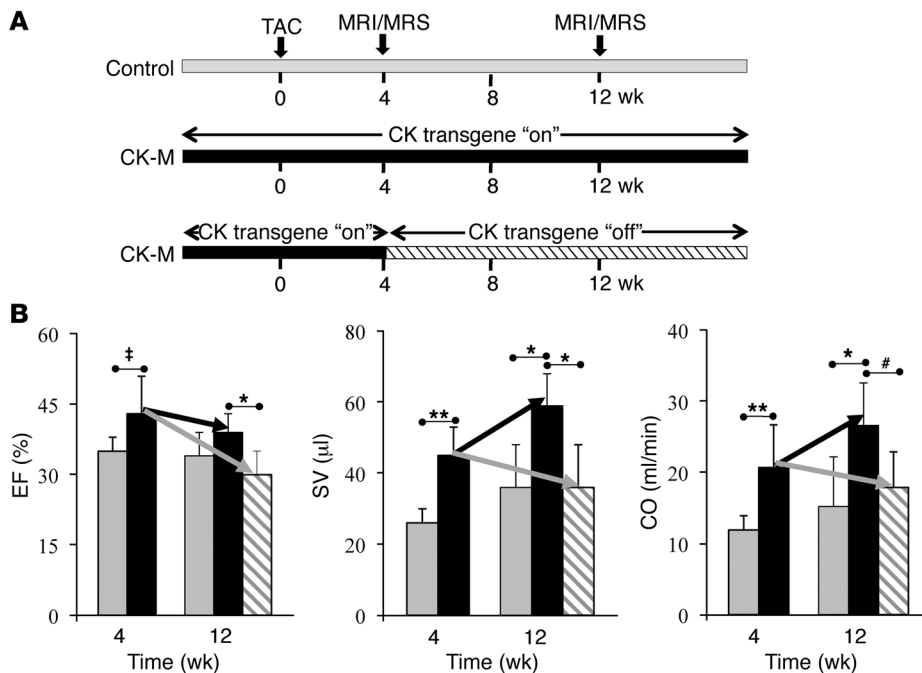 A
TAC
MRI/MRS
MRI/MRS
Control
0
4
8
12 wk
CK transgene “on”
CK-M
0
4
8
12 wk
CK transgene “on”
CK transgene “off”
CK-M
0
4
8
12 wk
B
60
45
30
15
0
EF (%)
‡
*
4
12
Time (wk)
80
60
40
20
0
SV (µl)
**
*
*
4
12
Time (wk)
40
30
20
10
0
CO (ml/min)
**
*
#
4
12
Time (wk)